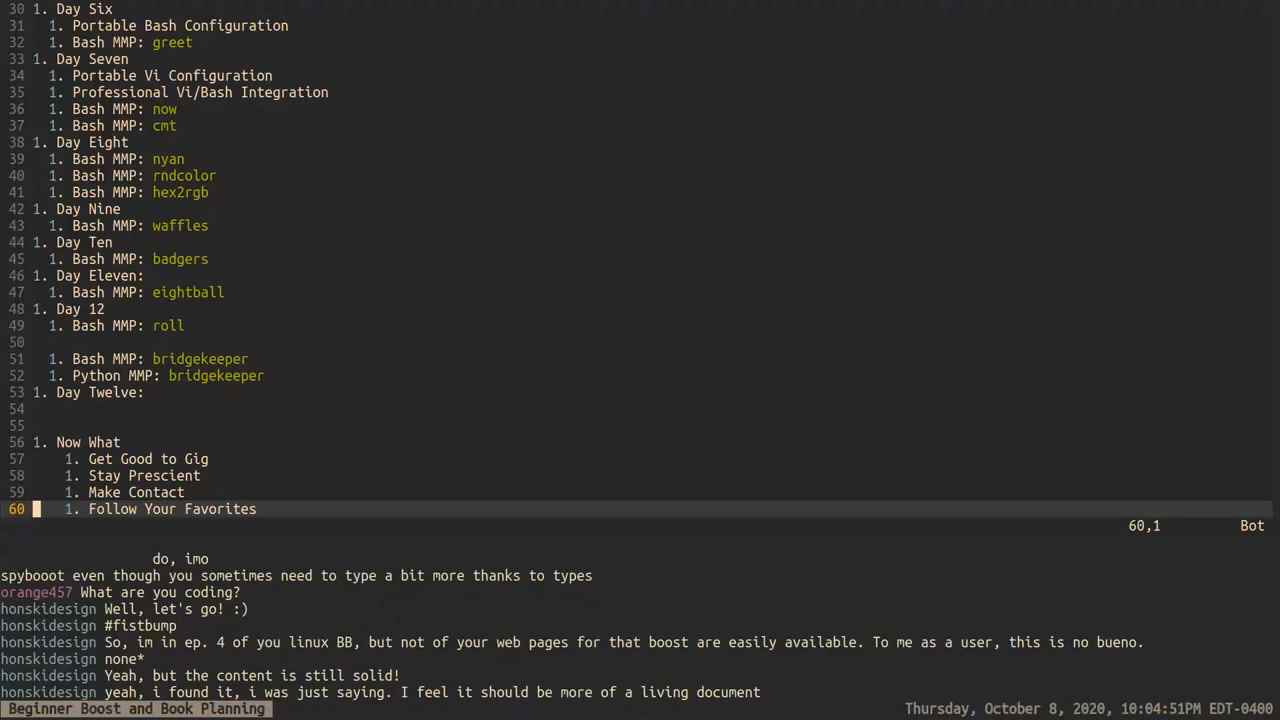 30 1. Day Six
31 1. Portable Bash Configuration
32 1. Bash MMP: greet
33 1. Day Seven
34 1. Portable Vi Configuration
35 1. Professional Vi/Bash Integration
36 1. Bash MMP: now
37 1. Bash MMP: cmt
38 1. Day Eight
39 1. Bash MMP: nyan
40 1. Bash MMP: rndcolor
41 1. Bash MMP: hex2rgb
42 1. Day Nine
43 1. Bash MMP: waffles
44 1. Day Ten
45 1. Bash MMP: badgers
46 1. Day Eleven:
47 1. Bash MMP: eightball
48 1. Day 12
49 1. Bash MMP: roll
50
51 1. Bash MMP: bridgekeeper
52 1. Python MMP: bridgekeeper
53 1. Day Twelve:
54
55
56 1. Now What
57 1. Get Good to Gig
58 1. Stay Prescient
59 1. Make Contact
60 1. Follow Your Favorites
60,1 Bot
do, imo
spybooot even though you sometimes need to type a bit more thanks to types
orange457 What are you coding?
honskidesign Well, let's go! :)
honskidesign #fistbump
honskidesign So, im in ep. 4 of you linux BB, but not of your web pages for that boost are easily available. To me as a user, this is no bueno.
honskidesign none*
honskidesign Yeah, but the content is still solid!
honskidesign yeah, i found it, i was just saying. I feel it should be more of a living document
Beginner Boost and Book Planning Thursday, October 8, 2020, 10:04:51PM EDT-0400